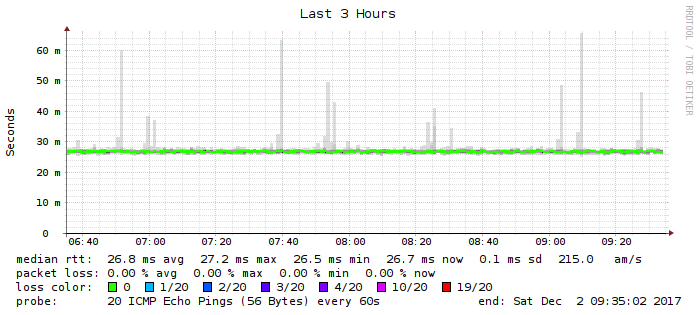 Last 3 Hours
RRDTOOL / TOBI OETIKER
Seconds
60 m
50 m
40 m
30 m
20 m
10 m
0
06:40 07:00 07:20 07:40 08:00 08:20 08:40 09:00 09:20
median rtt: 26.8 ms avg 27.2 ms max 26.5 ms min 26.7 ms now 0.1 ms sd 215.0 am/s
packet loss: 0.00 % avg 0.00 % max 0.00 % min 0.00 % now
loss color: 0 1/20 2/20 3/20 4/20 10/20 19/20
probe: 20 ICMP Echo Pings (56 Bytes) every 60s end: Sat Dec 2 09:35:02 2017